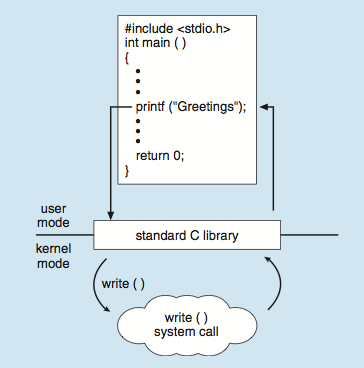 #include <stdio.h>
int main ( )
{
•
•
•
printf ("Greetings");
•
•
•
return 0;
}
user
mode
standard C library
kernel
mode
write ( )
write ( )
system call